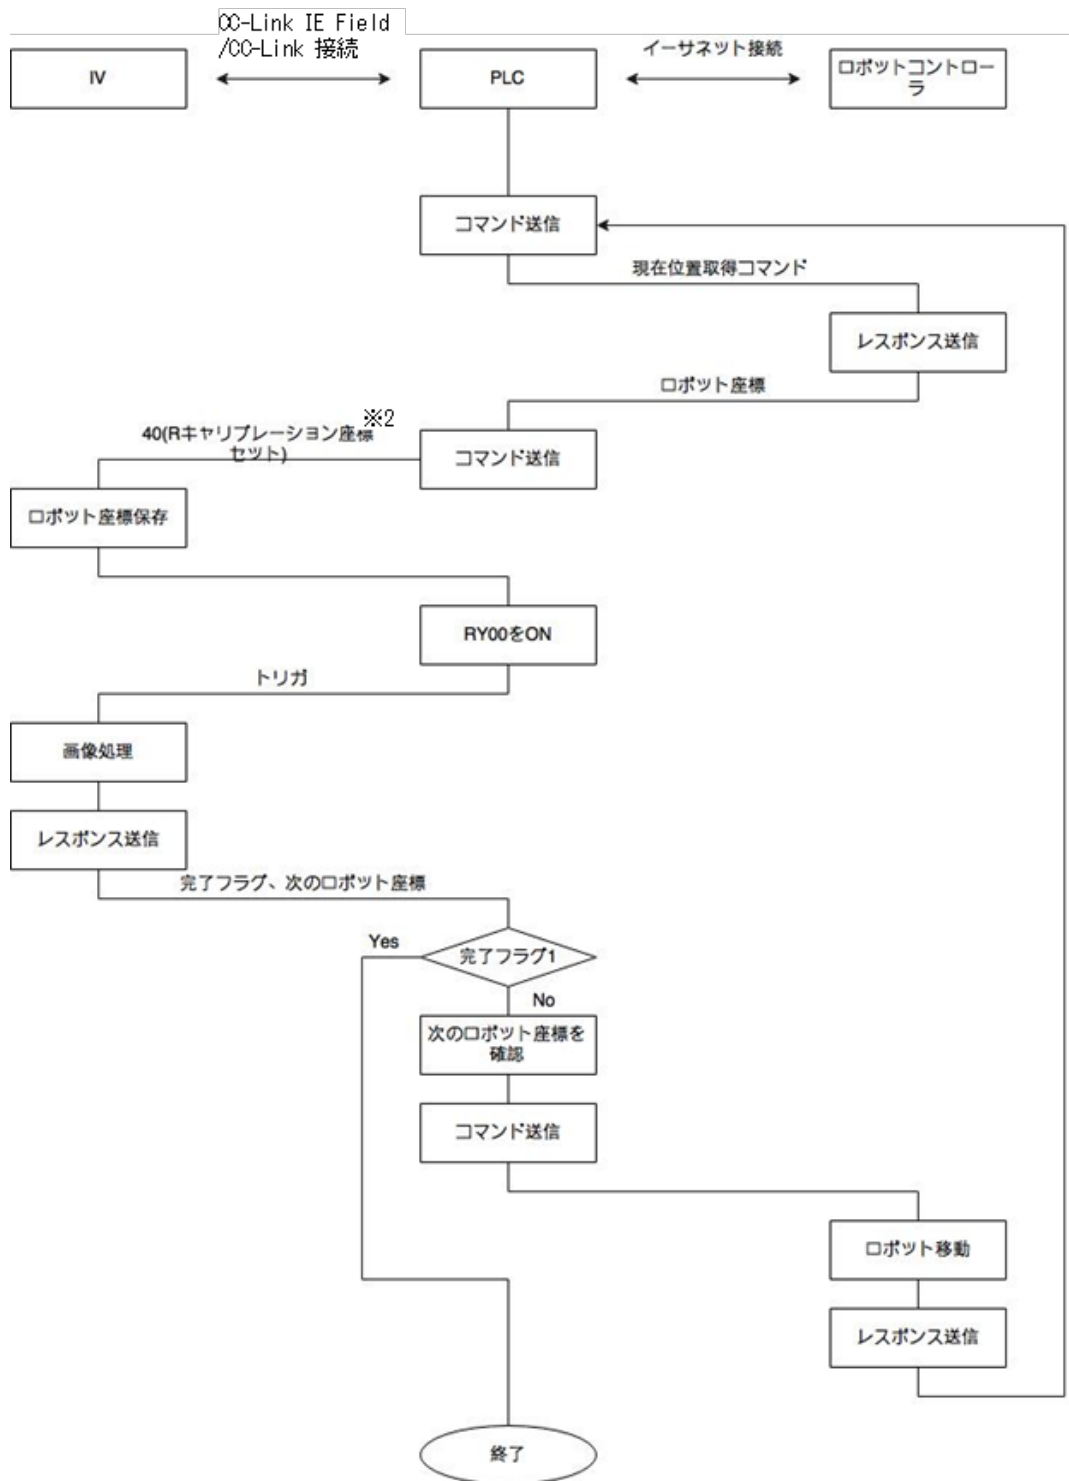 CC-Link IE Field
/CC-Link 接続
イーサネット接続
IV
PLC
ロボットコントロー
ラ
コマンド送信
現在位置取得コマンド
レスポンス送信
ロボット座標
※2
40(Rキャリブレーション座標
セット)
コマンド送信
ロボット座標保存
RY00をON
トリガ
画像処理
レスポンス送信
完了フラグ、次のロボット座標
Yes
完了フラグ1
No
次のロボット座標を
確認
コマンド送信
ロボット移動
レスポンス送信
終了